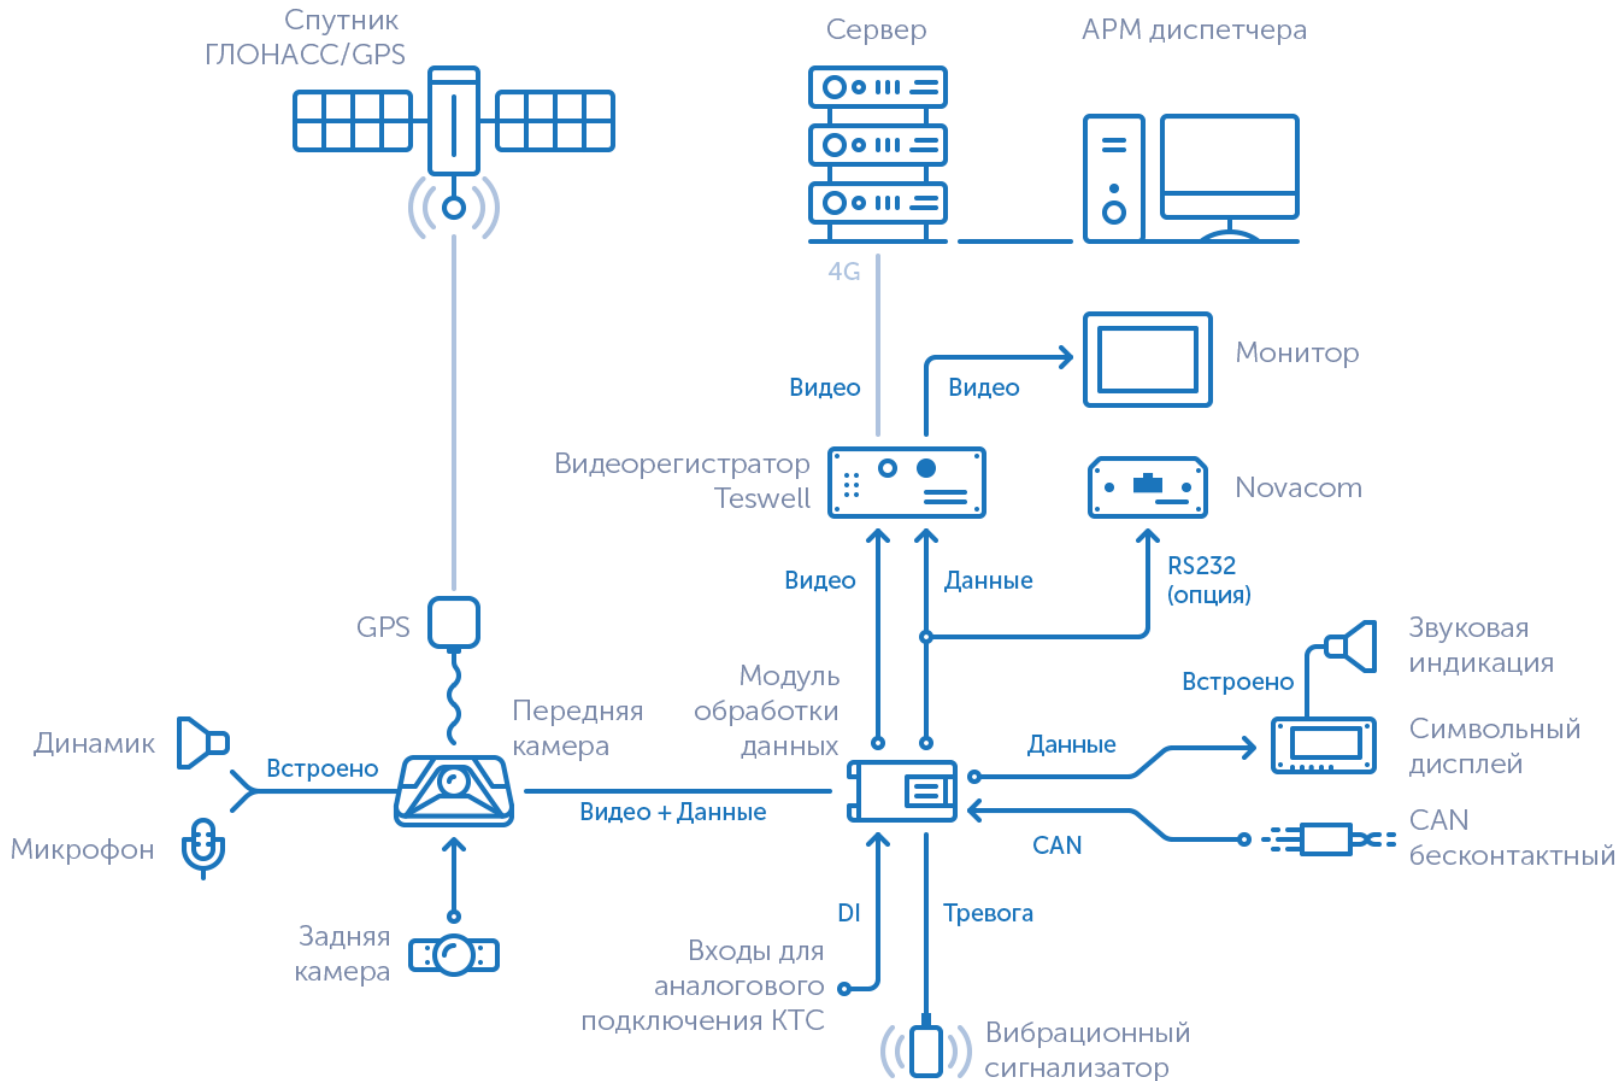 Спутник
ГЛОНАСС/GPS
Сервер
АРМ диспетчера
4G
Монитор
Видео
Видео
Видеорегистратор
Teswell
Novacom
Видео
Данные
RS232
(опция)
GPS
Звуковая
индикация
Встроено
Модуль
обработки
данных
Передняя
камера
Динамик
Встроено
Видео + Данные
Данные
Символьный
дисплей
Микрофон
CAN
CAN
бесконтактный
DI
Тревога
Задняя
камера
Входы для
аналогового
подключения КТС
Вибрационный
сигнализатор